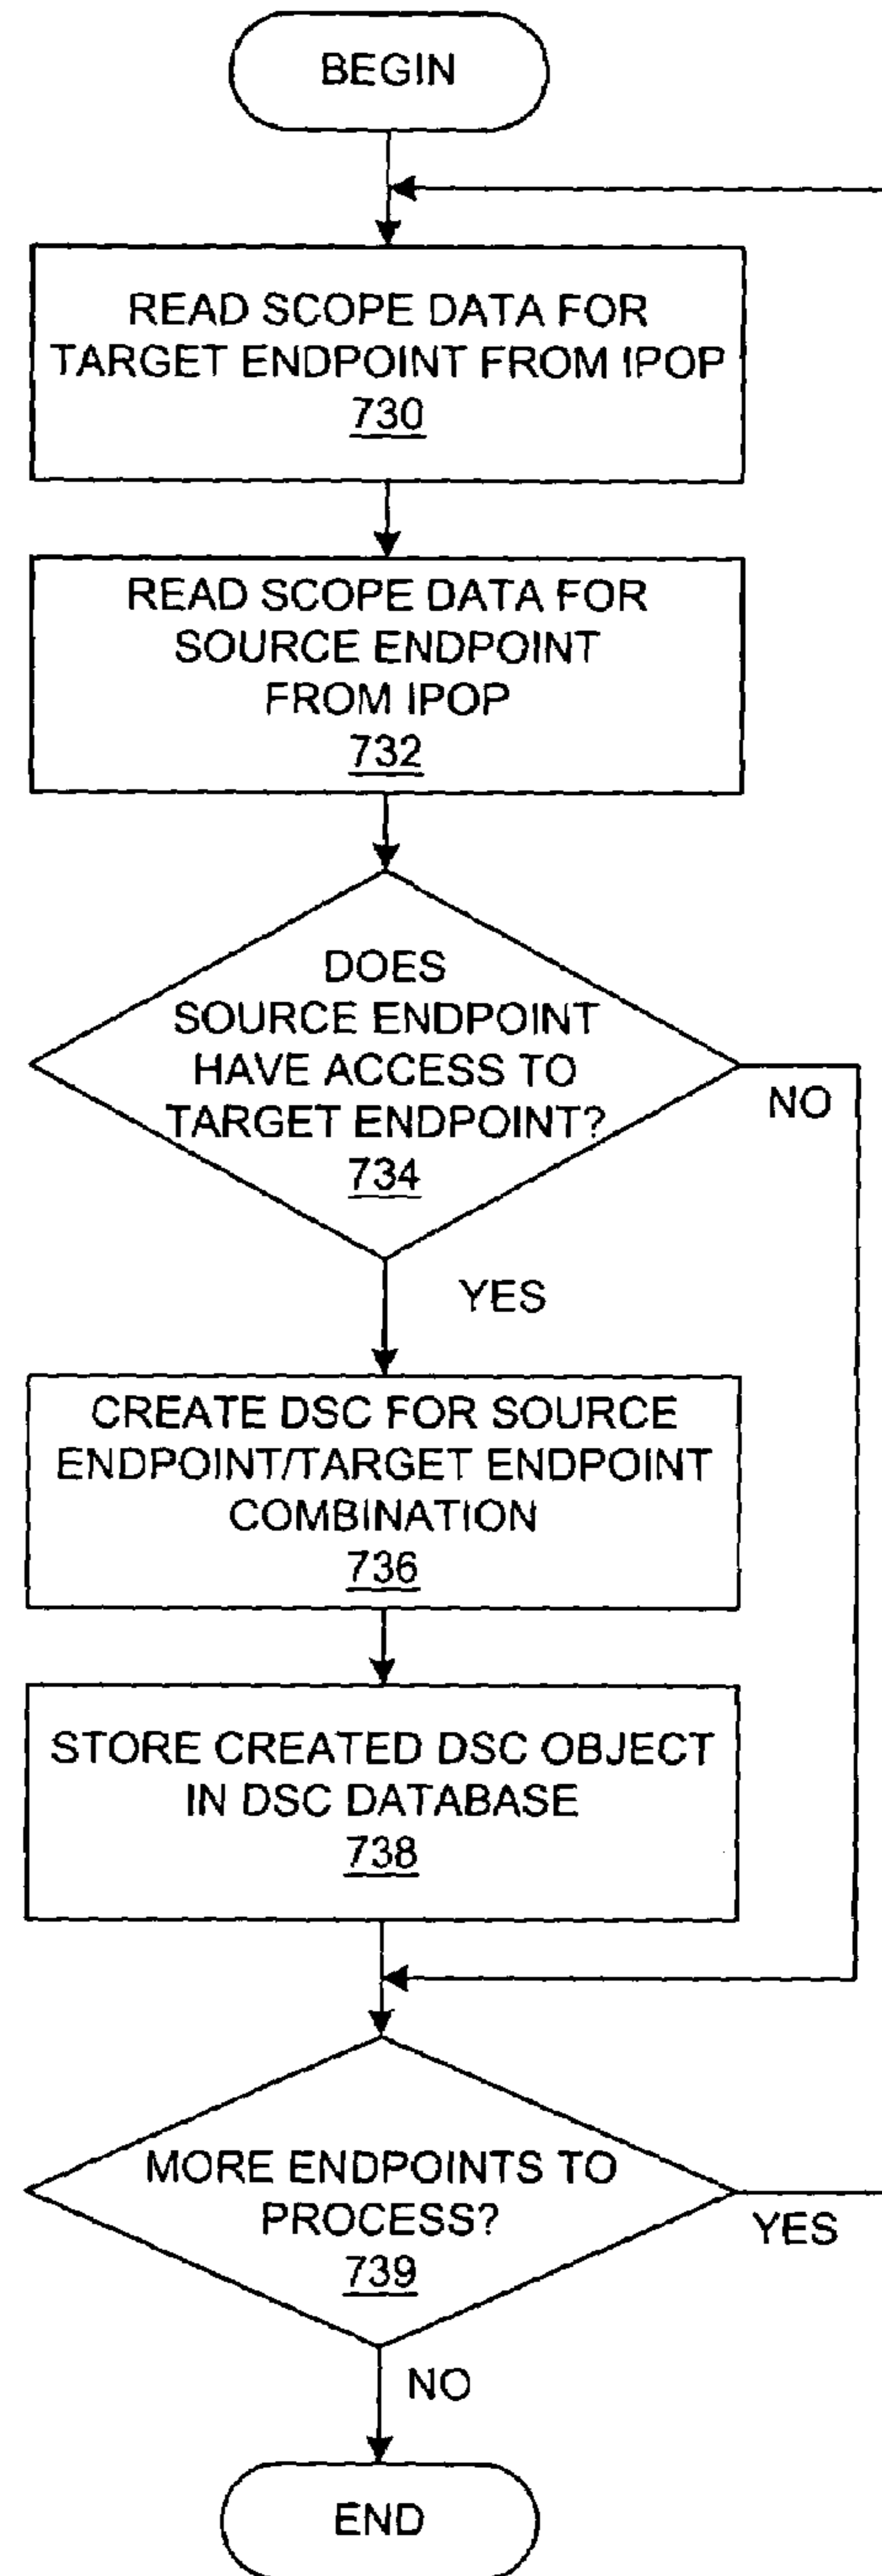 BEGIN
READ SCOPE DATA FOR
TARGET ENDPOINT FROM IPOP
730
READ SCOPE DATA FOR
SOURCE ENDPOINT
FROM IPOP
732
DOES
SOURCE ENDPOINT
HAVE ACCESS TO
TARGET ENDPOINT?
734
NO
YES
CREATE DSC FOR SOURCE
ENDPOINT/TARGET ENDPOINT
COMBINATION
736
STORE CREATED DSC OBJECT
IN DSC DATABASE
738
MORE ENDPOINTS TO
PROCESS?
739
YES
NO
END